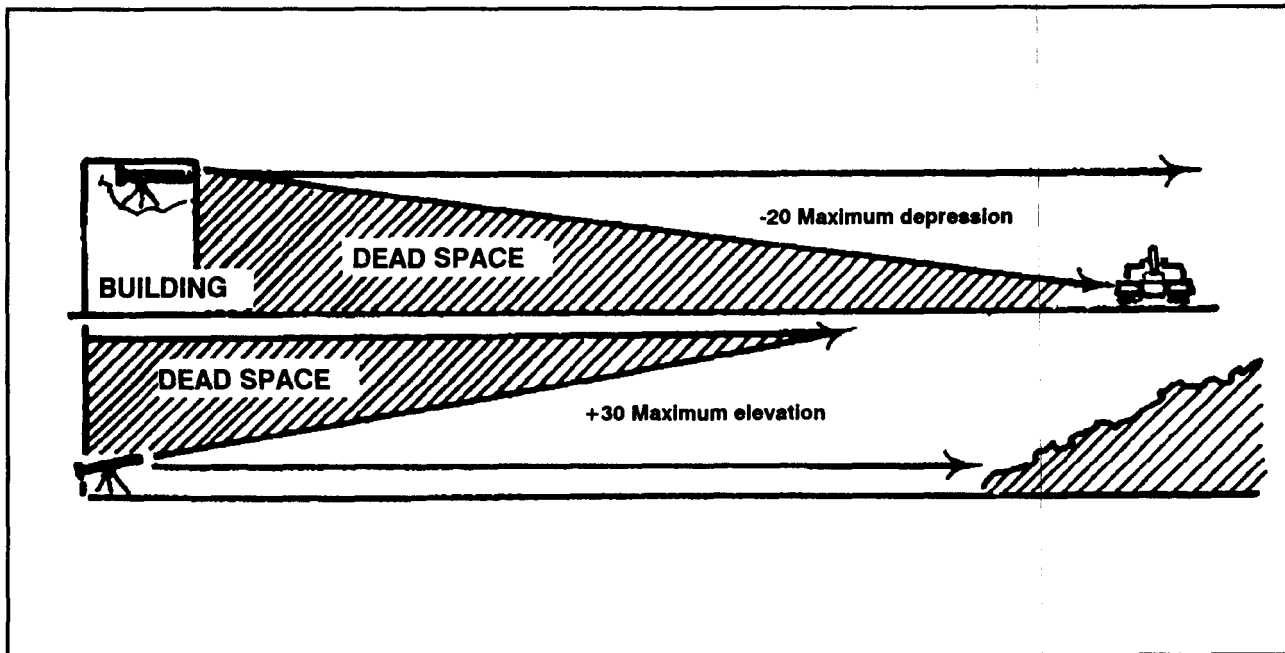 -20 Maximum depression
DEAD SPACE
BUILDING
DEAD SPACE
+30 Maximum elevation